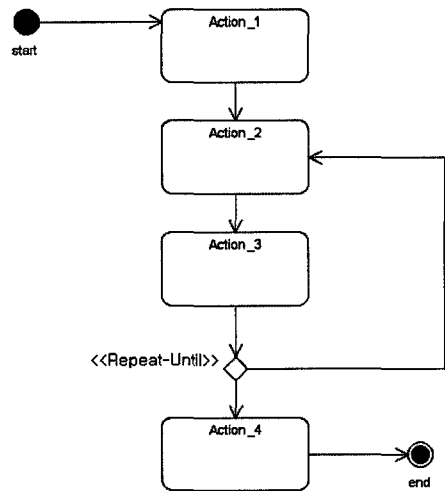 Action_1
start
Action_2
Action_3
<<Repeat-Until>>
Action_4
end